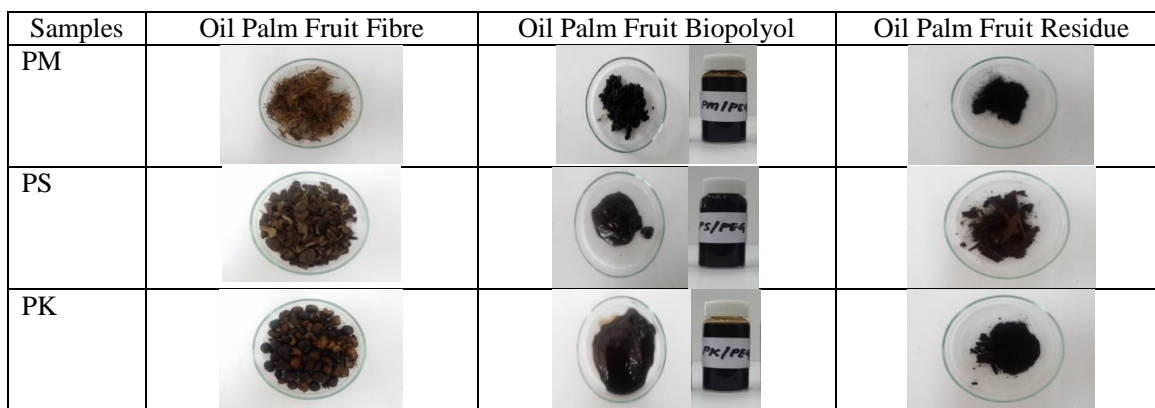 Samples
Oil Palm Fruit Fibre
Oil Palm Fruit Biopolyol
Oil Palm Fruit Residue
PM
PM/PEG
PS
PS/PEG
PK
PK/PEG